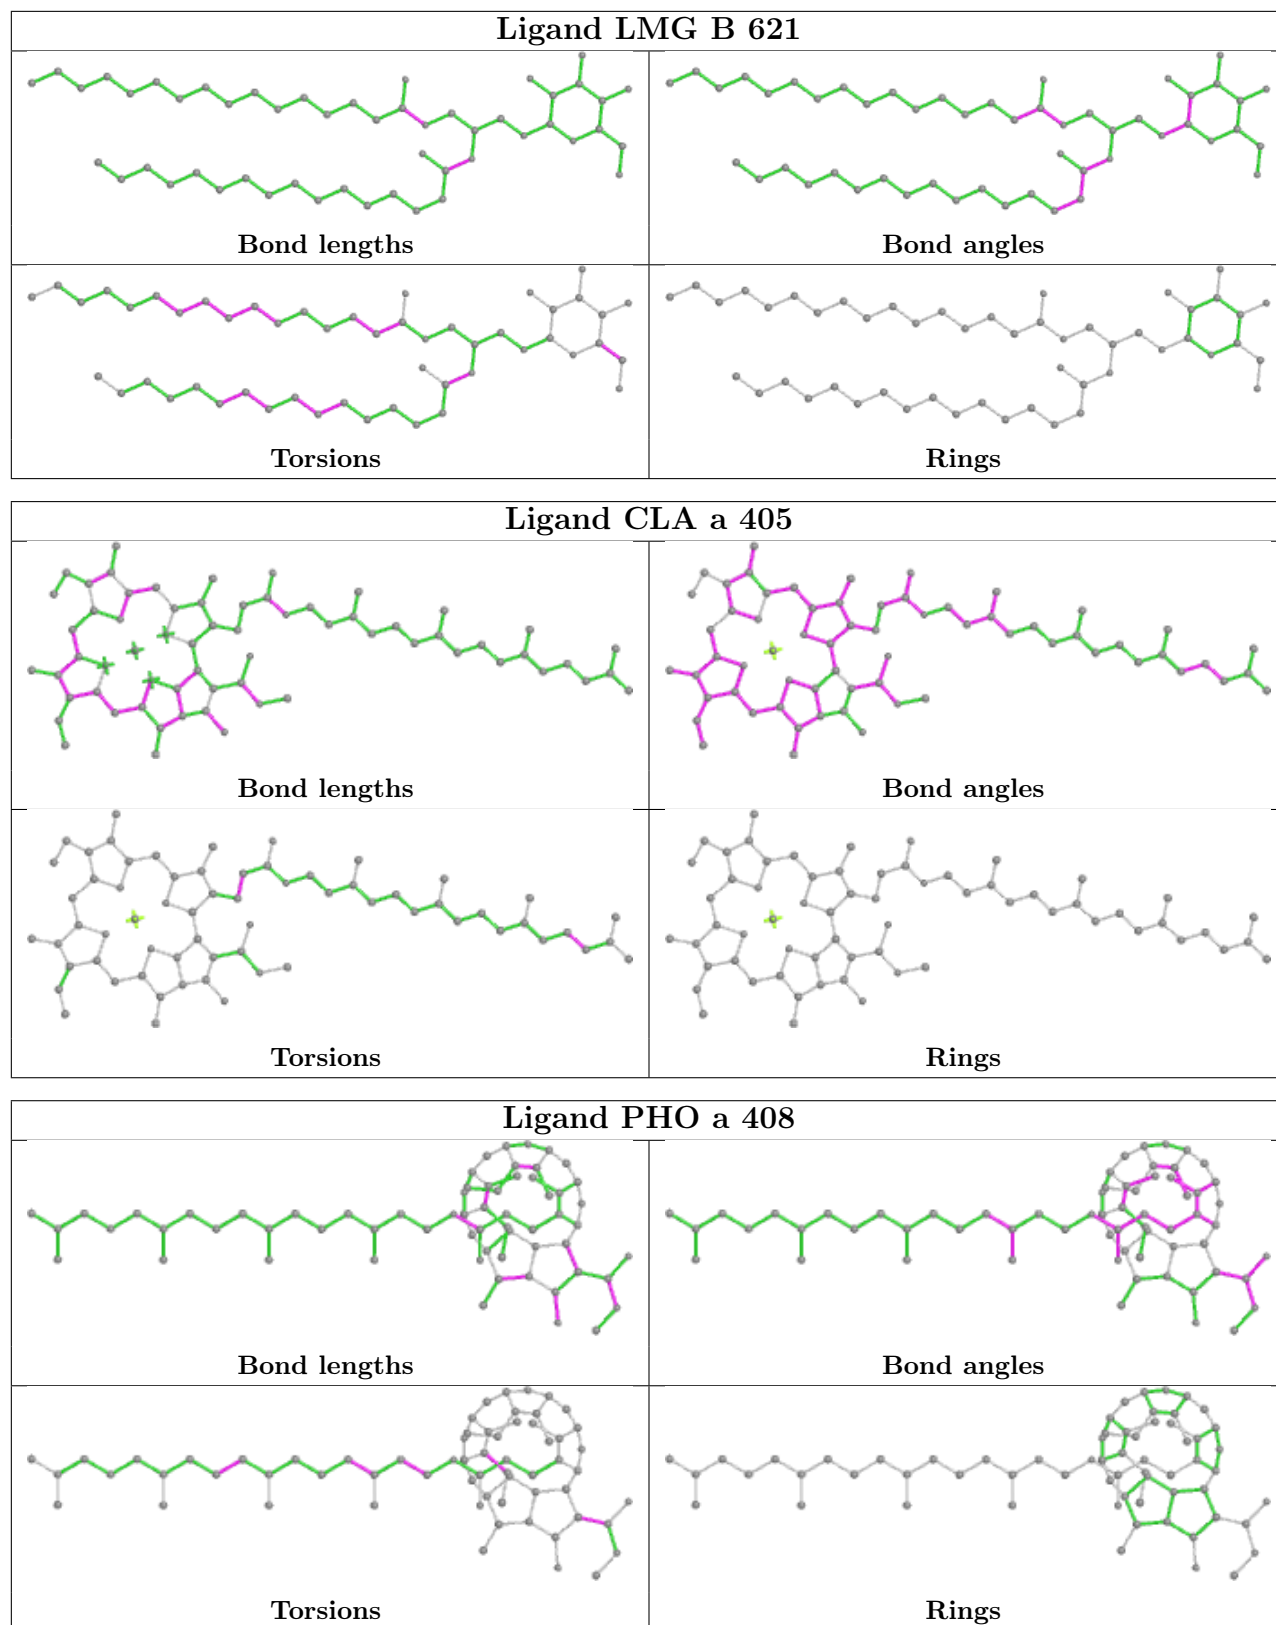 Ligand LMG B 621
Bond lengths
Bond angles
Torsions
Rings
Ligand CLA a 405
Bond lengths
Bond angles
Torsions
Rings
Ligand PHO a 408
Bond lengths
Bond angles
Torsions
Rings